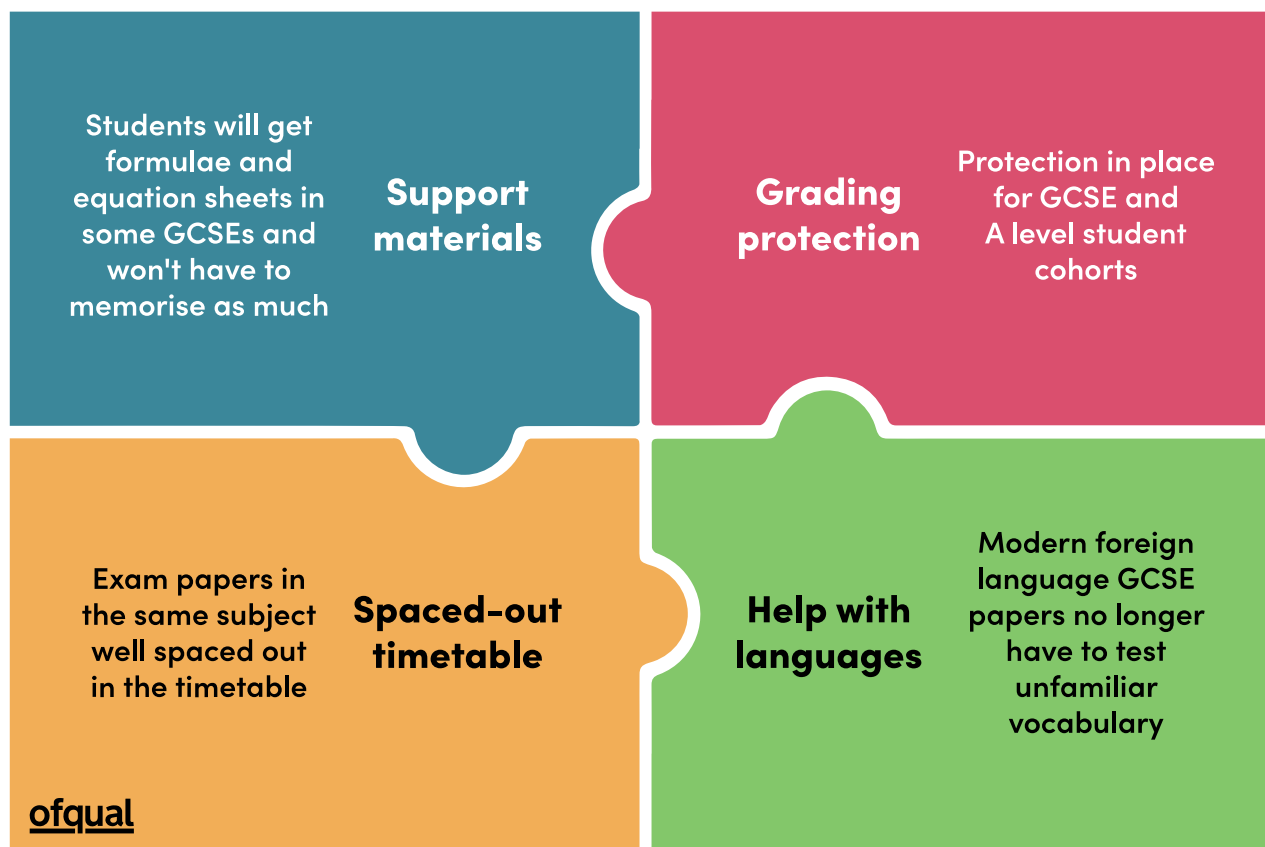 Students will get
formulae and
equation sheets in
some GCSEs and
won't have to
memorise as much
Support
materials
Grading
protection
Protection in place
for GCSE and
A level student
cohorts
Exam papers in
the same subject
well spaced out
in the timetable
Spaced-out
timetable
Help with
languages
Modern foreign
language GCSE
papers no longer
have to test
unfamiliar
vocabulary
ofqual